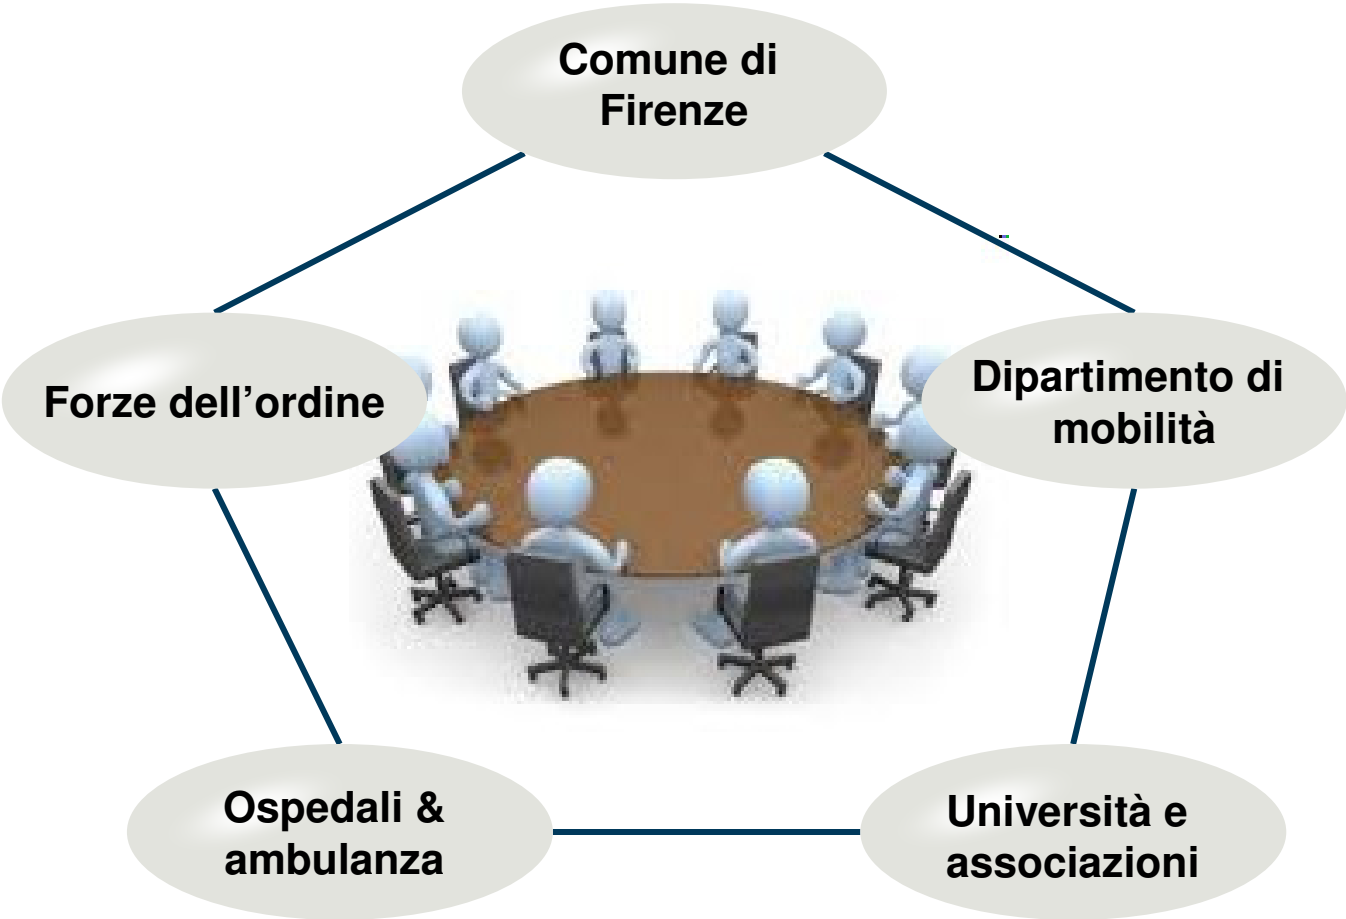 Comune di
Firenze
Forze dell’ordine
Dipartimento di
mobilità
Ospedali &
ambulanza
Università e
associazioni